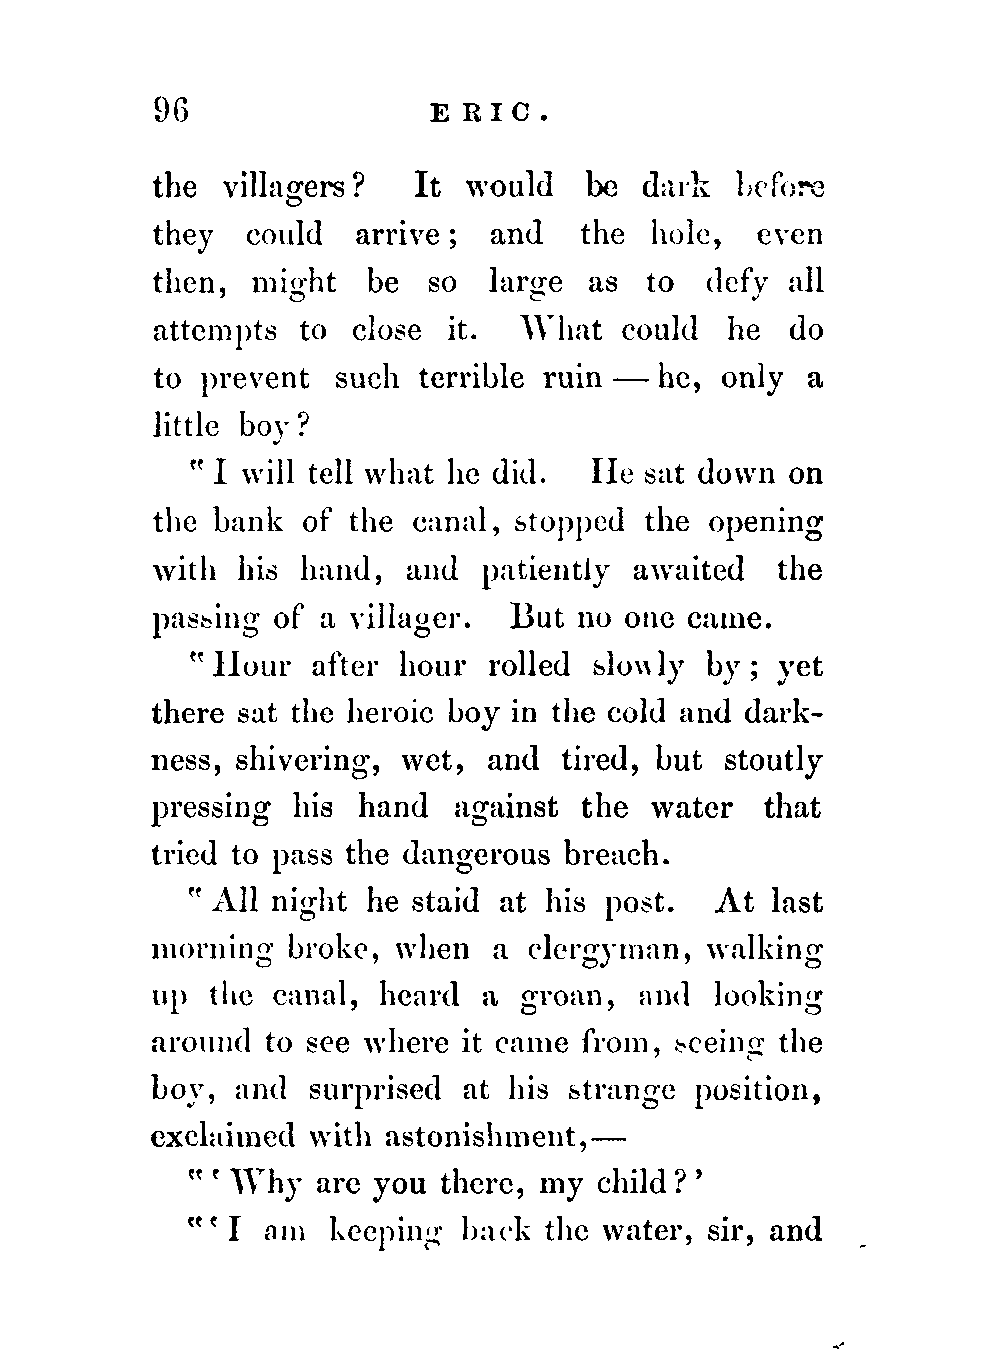 96 ERIC.
the villagers? It would be dark before
they could arrive; and the hole, even
then, might be so large as to defy all
attempts to close it. What could he do
to prevent such terrible ruin — he, only a
little boy?
" I will tell what he did. He sat down on
the bank of the canal, stopped the opening
with his hand, and patiently awaited the
passing of a villager. But no one came.
" Hour after hour rolled slowly by; yet
there sat the heroic boy in the cold and dark-
ness, shivering, wet, and tired, but stoutly
pressing his hand against the water that
tried to pass the dangerous breach.
" All night he staid at his post. At last
morning broke, when a clergyman, walking
up the canal, heard a groan, and looking
around to see where it came from, seeing the
boy, and surprised at his strange position,
exclaimed with astonishment,—
" ' Why are you there, my child?'
" ' I am keeping back the water, sir, and